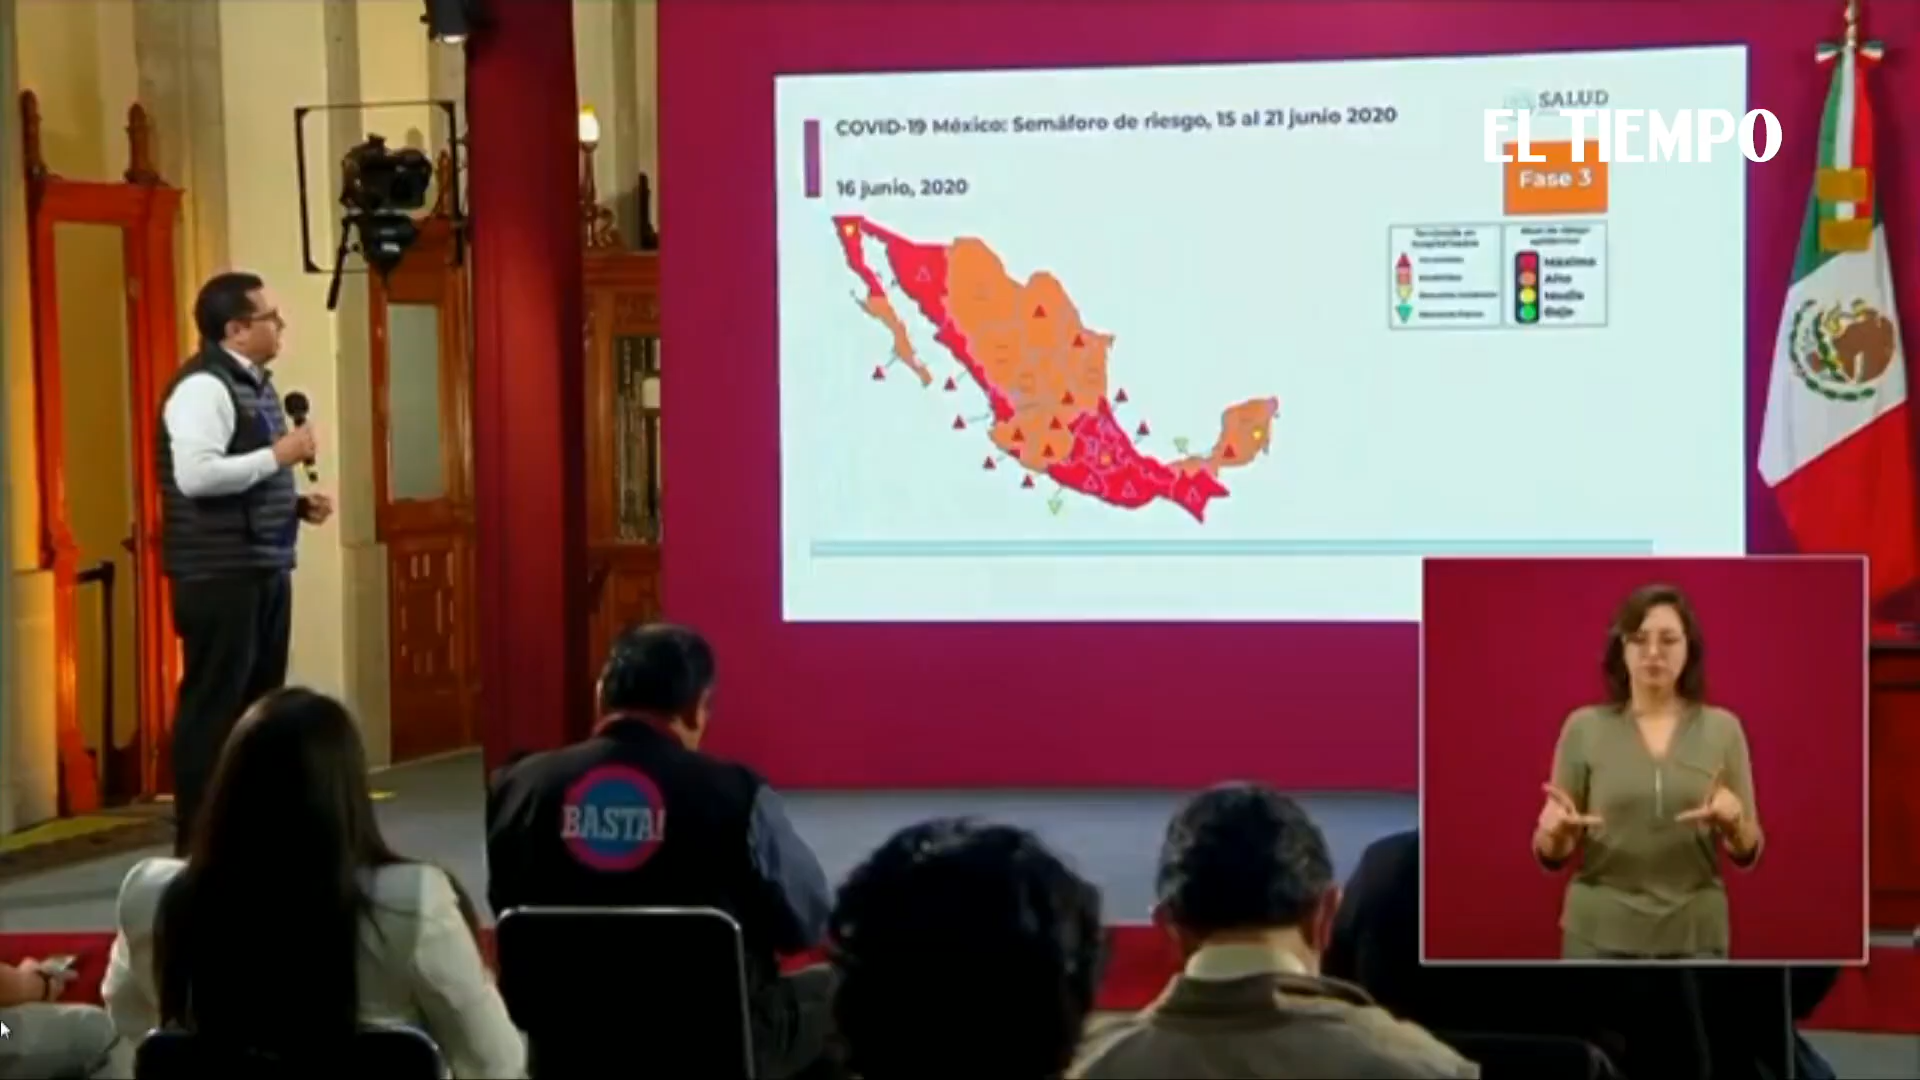 COVID-19 México: Semáforo de riesgo, 15 al 21 junio 2020
16 junio, 2020
SALUD
EL TIEMPO
Fase 3
Máximo
Alto
Medio
Bajo
BASTA!